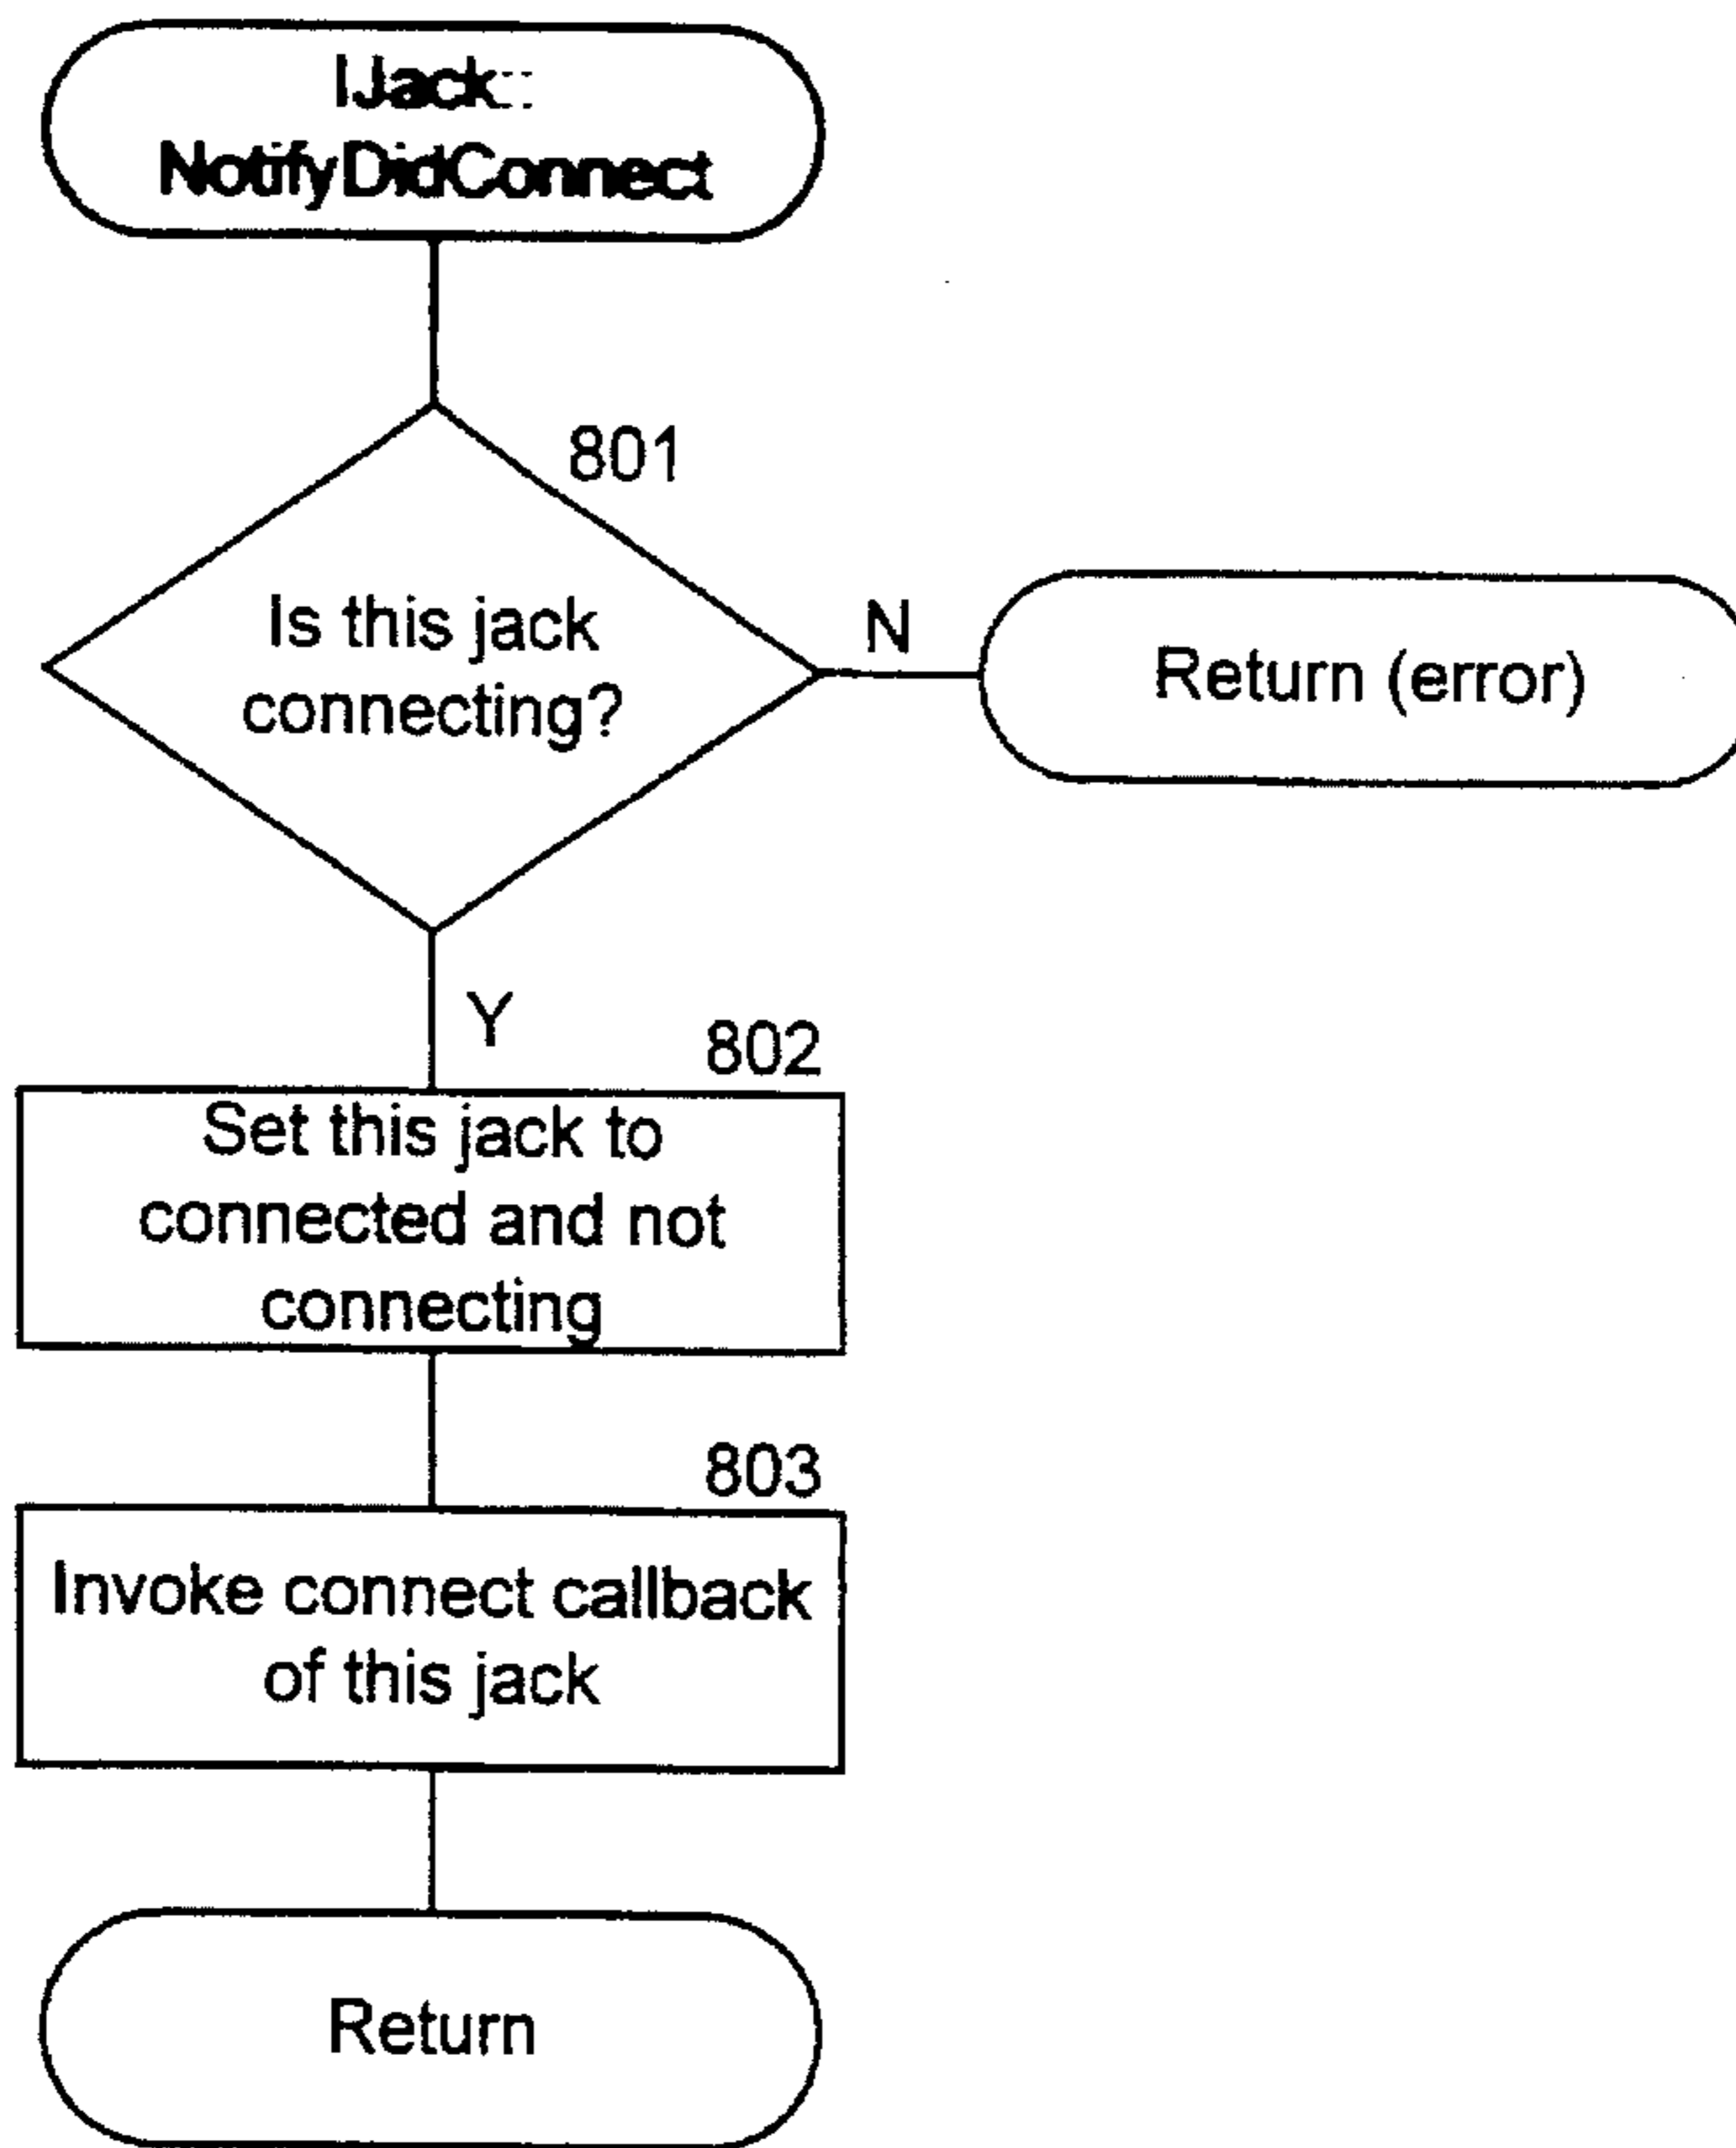 IJack::
NotifyDidConnect
801
Is this jack
connecting?
N
Return (error)
Y
802
Set this jack to
connected and not
connecting
803
Invoke connect callback
of this jack
Return